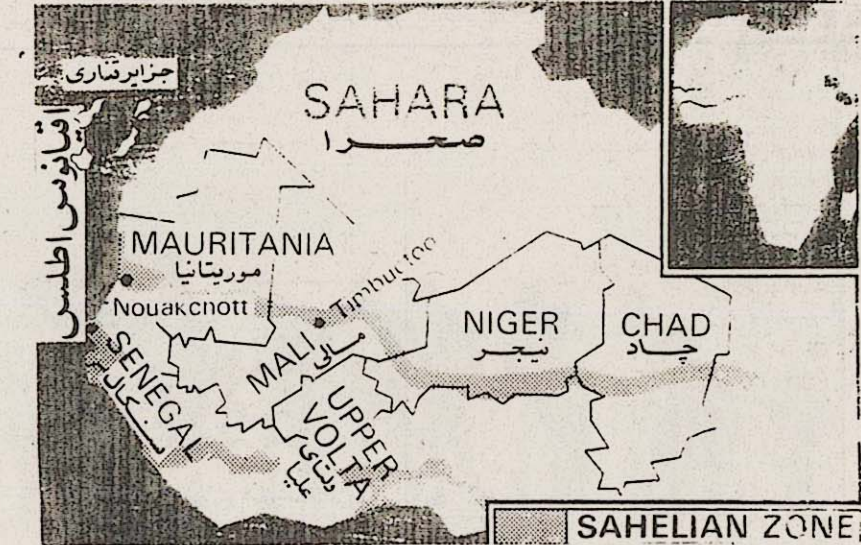 جزایر قناری
اقیانوس اطلس
SAHARA
صحرا
MAURITANIA
موریتانیا
Nouakchott
Timbuctoo
SENEGAL
سنگال
MALI
مالی
UPPER
VOLTA
ولتای
علیا
NIGER
نیجر
CHAD
چاد
SAHELIAN ZONE